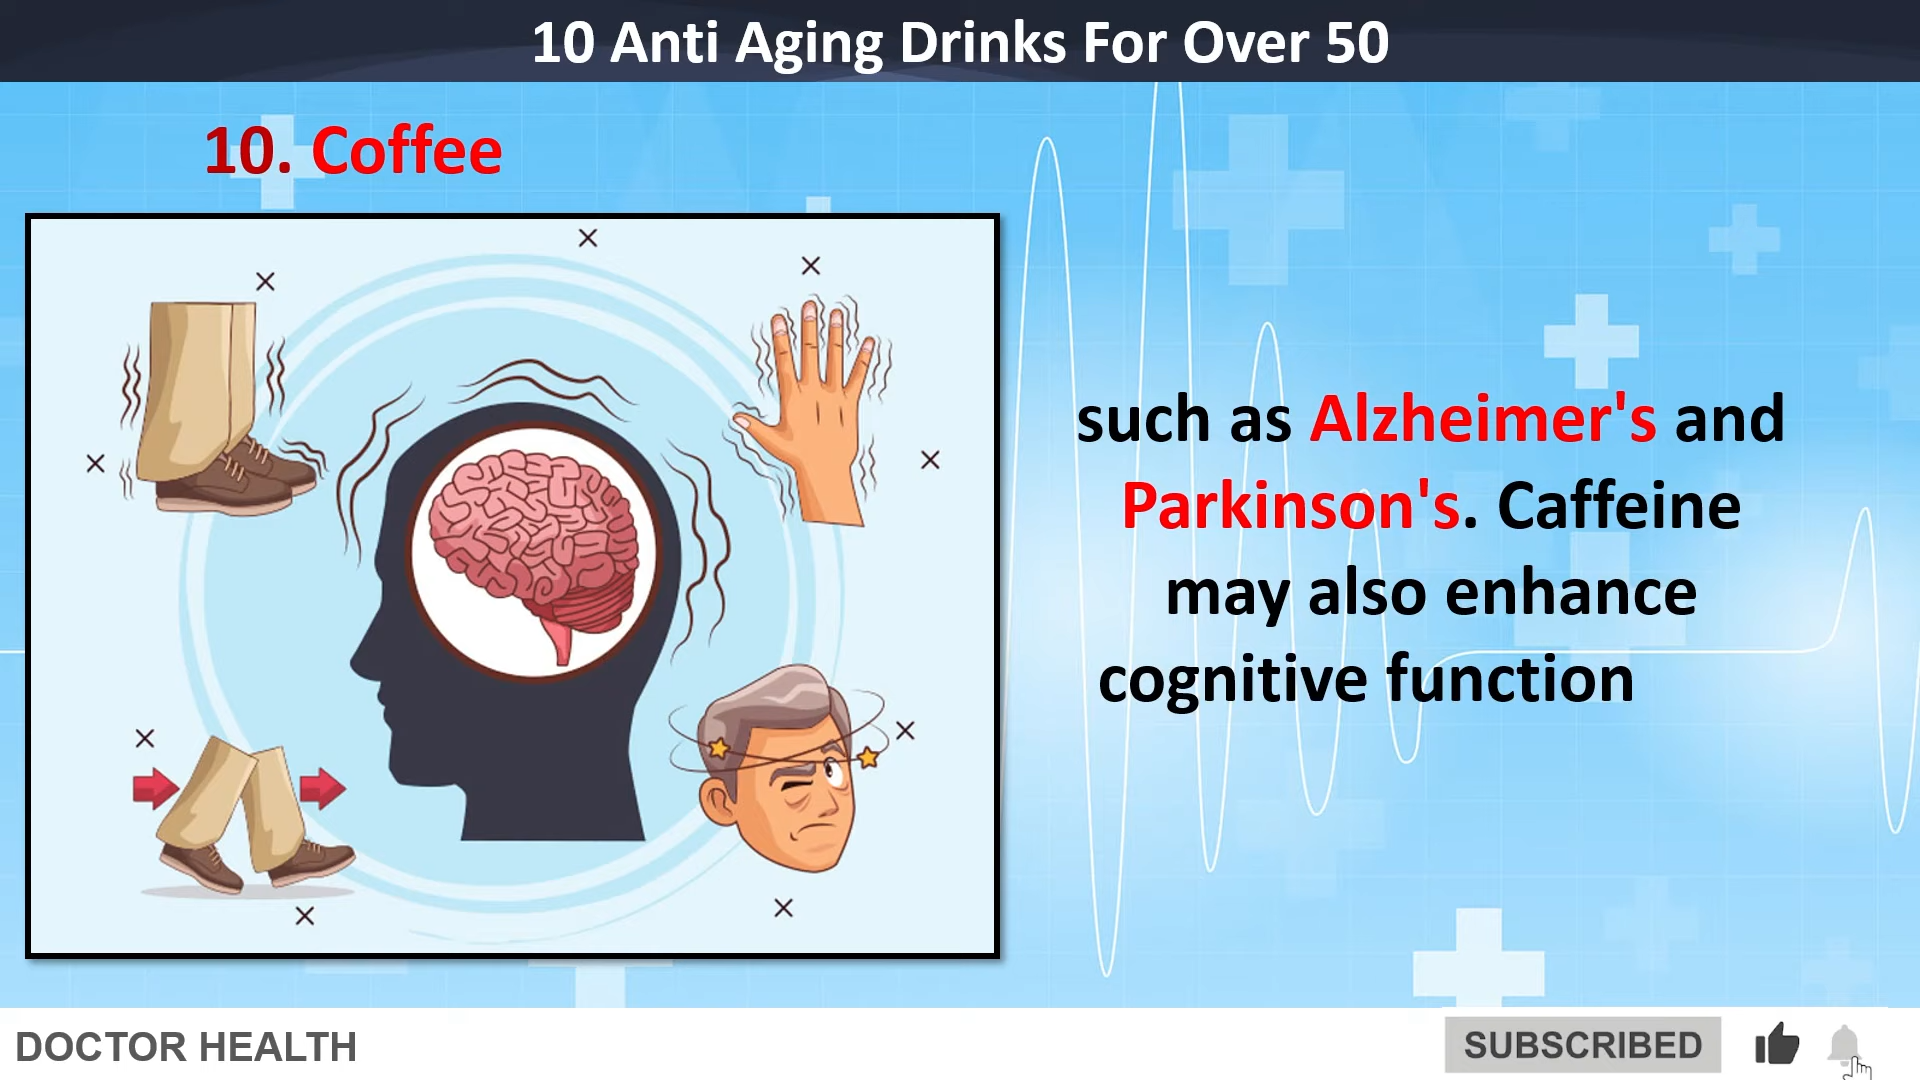 10 Anti Aging Drinks For Over 50
10. Coffee
such as Alzheimer's and
Parkinson's. Caffeine
may also enhance
cognitive function
DOCTOR HEALTH
SUBSCRIBED